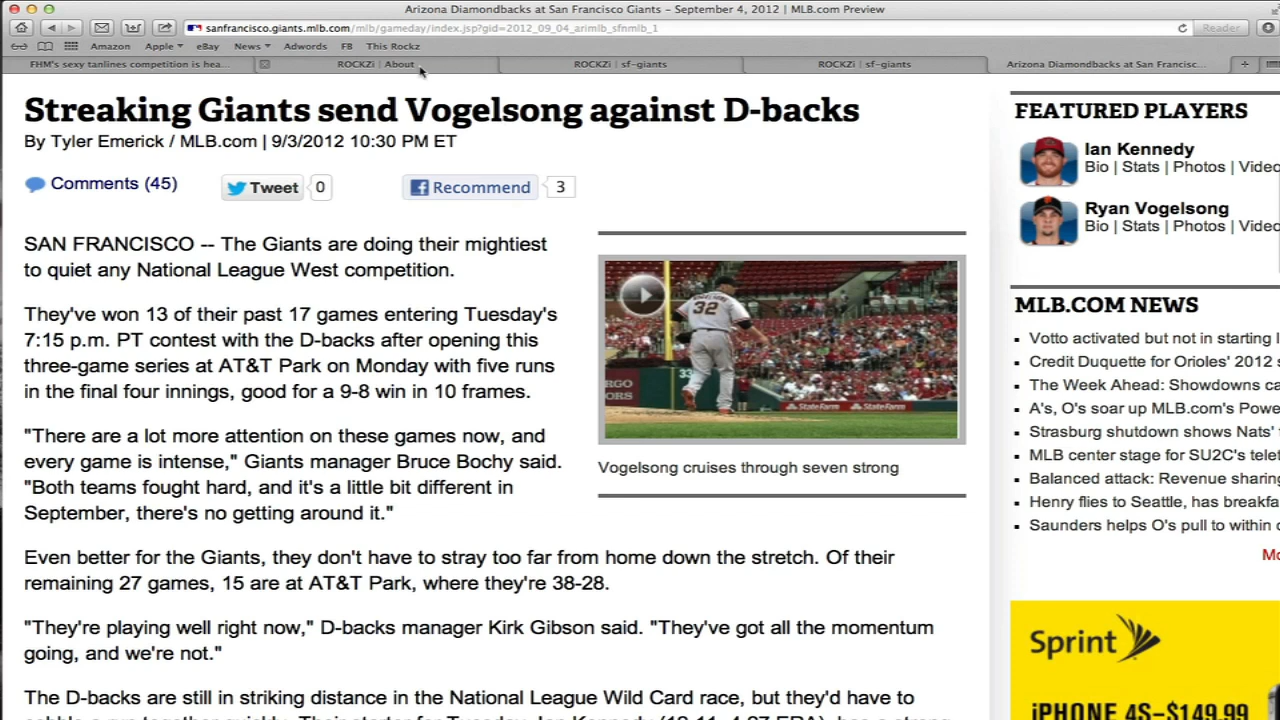 Arizona Diamondbacks at San Francisco Giants – September 4, 2012 | MLB.com Preview
sanfrancisco.giants.mlb.com/mlb/gameday/index.jsp?gid=2012_09_04_arimlb_sfnmlb_1
Reader
Amazon Apple eBay News Adwords FB This Rockz
FHM's sexy tanlines competition is hea...
ROCKZi | About
ROCKZi | sf-giants
ROCKZi | sf-giants
Arizona Diamondbacks at San Francisc...
Streaking Giants send Vogelsong against D-backs
By Tyler Emerick / MLB.com | 9/3/2012 10:30 PM ET
Comments (45)
Tweet 0
Recommend 3
SAN FRANCISCO -- The Giants are doing their mightiest
to quiet any National League West competition.
They've won 13 of their past 17 games entering Tuesday's
7:15 p.m. PT contest with the D-backs after opening this
three-game series at AT&T Park on Monday with five runs
in the final four innings, good for a 9-8 win in 10 frames.
"There are a lot more attention on these games now, and
every game is intense," Giants manager Bruce Bochy said.
"Both teams fought hard, and it's a little bit different in
September, there's no getting around it."
32
StateFarm StateFarm
Vogelsong cruises through seven strong
Even better for the Giants, they don't have to stray too far from home down the stretch. Of their
remaining 27 games, 15 are at AT&T Park, where they're 38-28.
"They're playing well right now," D-backs manager Kirk Gibson said. "They've got all the momentum
going, and we're not."
The D-backs are still in striking distance in the National League Wild Card race, but they'd have to
FEATURED PLAYERS
Ian Kennedy
Bio | Stats | Photos | Video
Ryan Vogelsong
Bio | Stats | Photos | Video
MLB.COM NEWS
Votto activated but not in starting
Credit Duquette for Orioles' 2012
The Week Ahead: Showdowns
A's, O's soar up MLB.com's
Strasburg shutdown shows Nats'
MLB center stage for SU2C's
Balanced attack: Revenue
Henry flies to Seattle, has
Saunders helps O's pull to within
Sprint
iPHONE 4S–$149.99